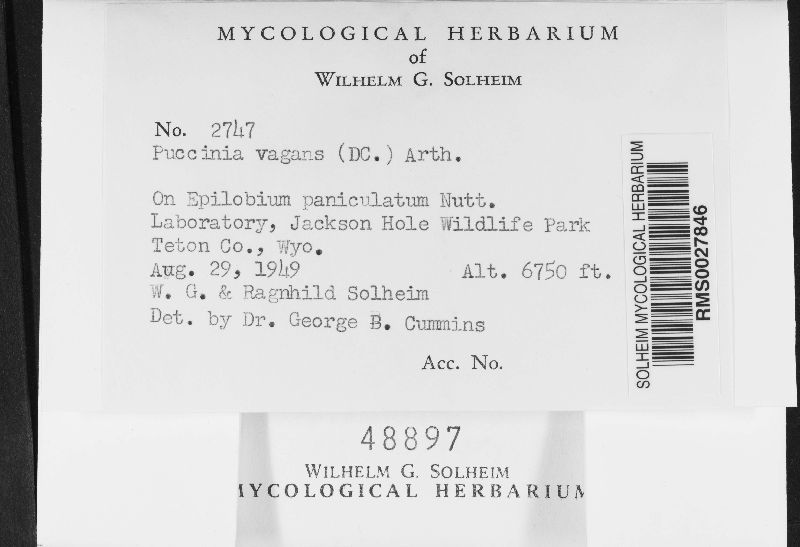 MYCOLOGICAL HERBARIUM
of
WILHELM G. SOLHEIM
No. 2747
Puccinia vagans (DC.) Arth.
On Epilobium paniculatum Nutt.
Laboratory, Jackson Hole Wildlife Park
Teton Co., Wyo.
Aug. 29, 1949 Alt. 6750 ft.
W. G. & Ragnhild Solheim
Det. by Dr. George B. Cummins
Acc. No.
SOLHEIM MYCOLOGICAL HERBARIUM
RMS0027846
48897
WILHELM G. SOLHEIM
MYCOLOGICAL HERBARIUM